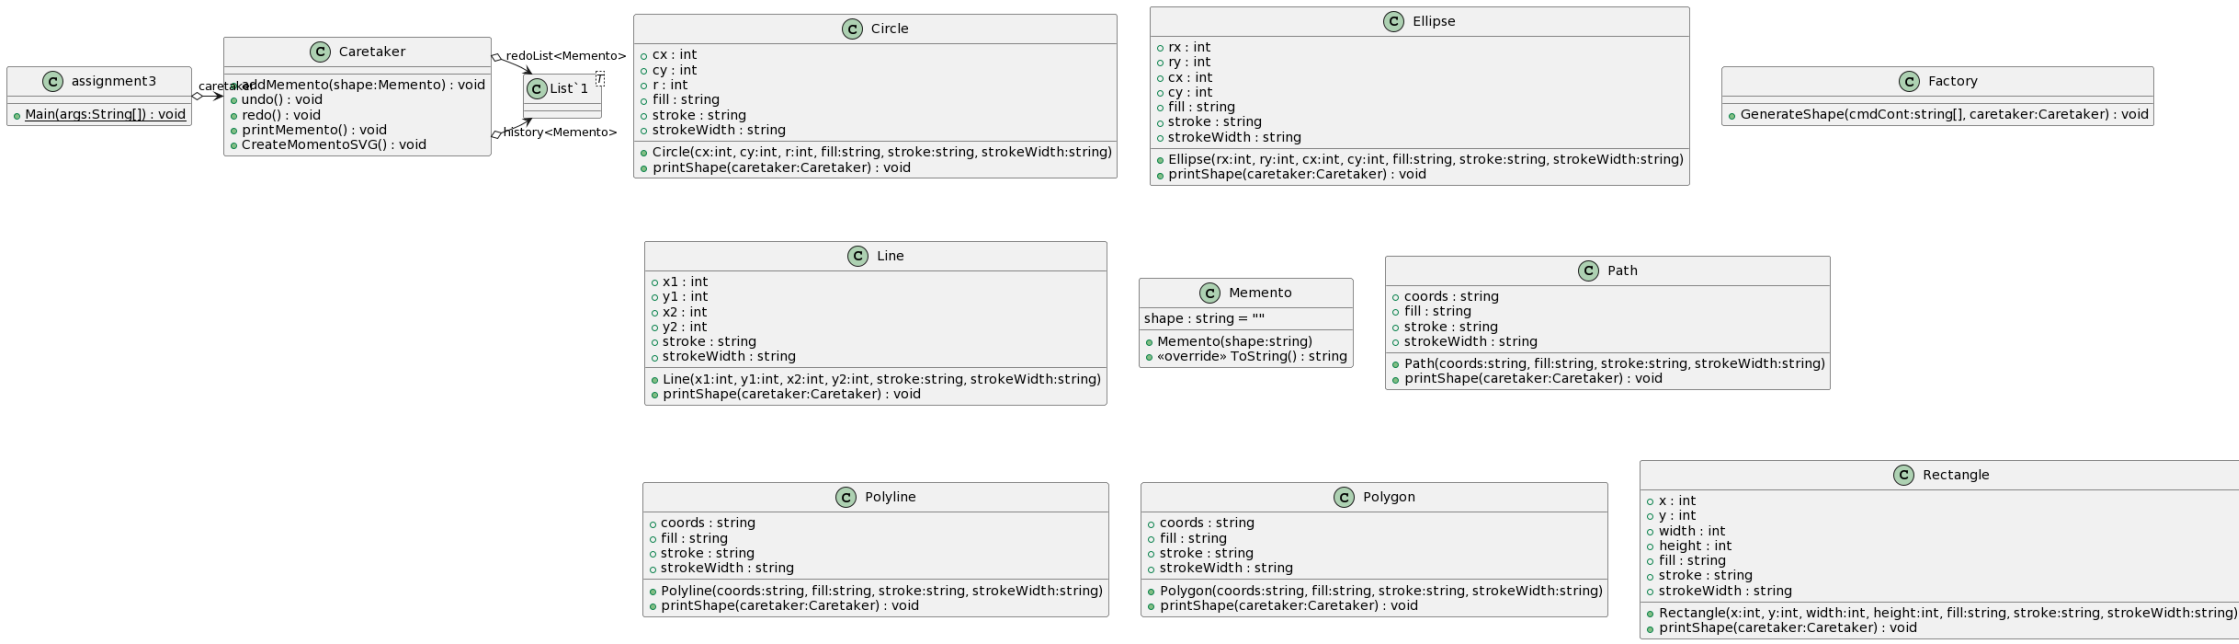 C assignment3
Main(args:String[]) : void
caretaker
C Caretaker
addMemento(shape:Memento) : void
undo() : void
redo() : void
printMemento() : void
CreateMomentoSVG() : void
redoList<Memento>
C List`1
T
history<Memento>
C Circle
cx : int
cy : int
r : int
fill : string
stroke : string
strokeWidth : string
Circle(cx:int, cy:int, r:int, fill:string, stroke:string, strokeWidth:string)
printShape(caretaker:Caretaker) : void
C Ellipse
rx : int
ry : int
cx : int
cy : int
fill : string
stroke : string
strokeWidth : string
Ellipse(rx:int, ry:int, cx:int, cy:int, fill:string, stroke:string, strokeWidth:string)
printShape(caretaker:Caretaker) : void
C Factory
GenerateShape(cmdCont:string[], caretaker:Caretaker) : void
C Line
x1 : int
y1 : int
x2 : int
y2 : int
stroke : string
strokeWidth : string
Line(x1:int, y1:int, x2:int, y2:int, stroke:string, strokeWidth:string)
printShape(caretaker:Caretaker) : void
C Memento
shape : string = ""
Memento(shape:string)
«override» ToString() : string
C Path
coords : string
fill : string
stroke : string
strokeWidth : string
Path(coords:string, fill:string, stroke:string, strokeWidth:string)
printShape(caretaker:Caretaker) : void
C Polyline
coords : string
fill : string
stroke : string
strokeWidth : string
Polyline(coords:string, fill:string, stroke:string, strokeWidth:string)
printShape(caretaker:Caretaker) : void
C Polygon
coords : string
fill : string
stroke : string
strokeWidth : string
Polygon(coords:string, fill:string, stroke:string, strokeWidth:string)
printShape(caretaker:Caretaker) : void
C Rectangle
x : int
y : int
width : int
height : int
fill : string
stroke : string
strokeWidth : string
Rectangle(x:int, y:int, width:int, height:int, fill:string, stroke:string, strokeWidth:string)
printShape(caretaker:Caretaker) : void